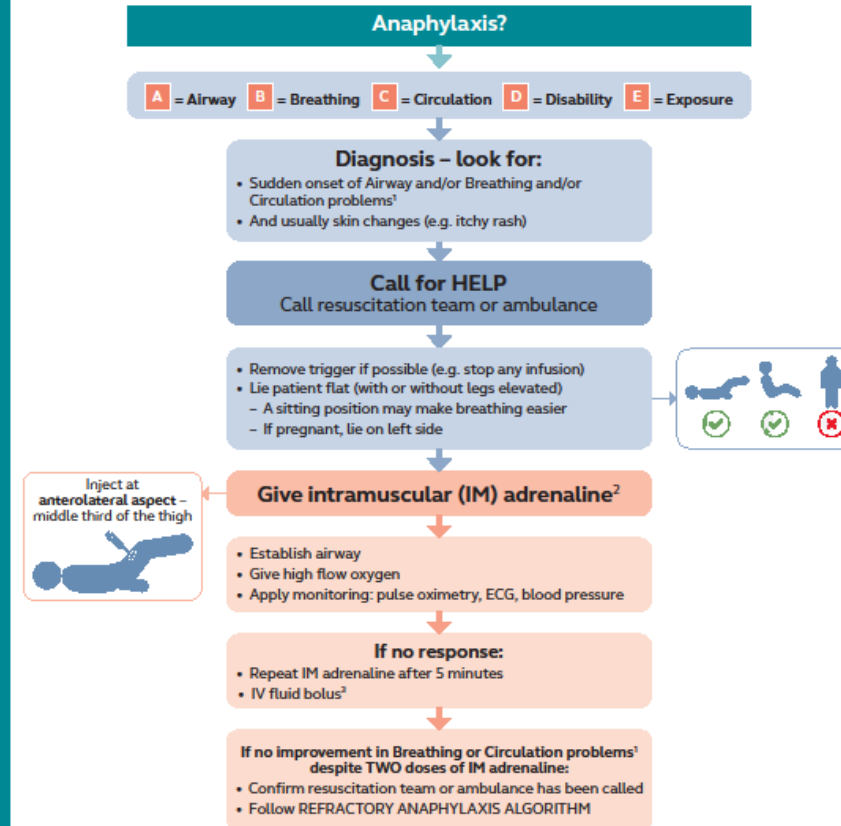 Anaphylaxis?
A = Airway B = Breathing C = Circulation D = Disability E = Exposure
Diagnosis – look for:
• Sudden onset of Airway and/or Breathing and/or
Circulation problems¹
• And usually skin changes (e.g. itchy rash)
Call for HELP
Call resuscitation team or ambulance
• Remove trigger if possible (e.g. stop any infusion)
• Lie patient flat (with or without legs elevated)
– A sitting position may make breathing easier
– If pregnant, lie on left side
Inject at
anterolateral aspect –
middle third of the thigh
Give intramuscular (IM) adrenaline²
• Establish airway
• Give high flow oxygen
• Apply monitoring: pulse oximetry, ECG, blood pressure
If no response:
• Repeat IM adrenaline after 5 minutes
• IV fluid bolus³
If no improvement in Breathing or Circulation problems¹
despite TWO doses of IM adrenaline:
• Confirm resuscitation team or ambulance has been called
• Follow REFRACTORY ANAPHYLAXIS ALGORITHM